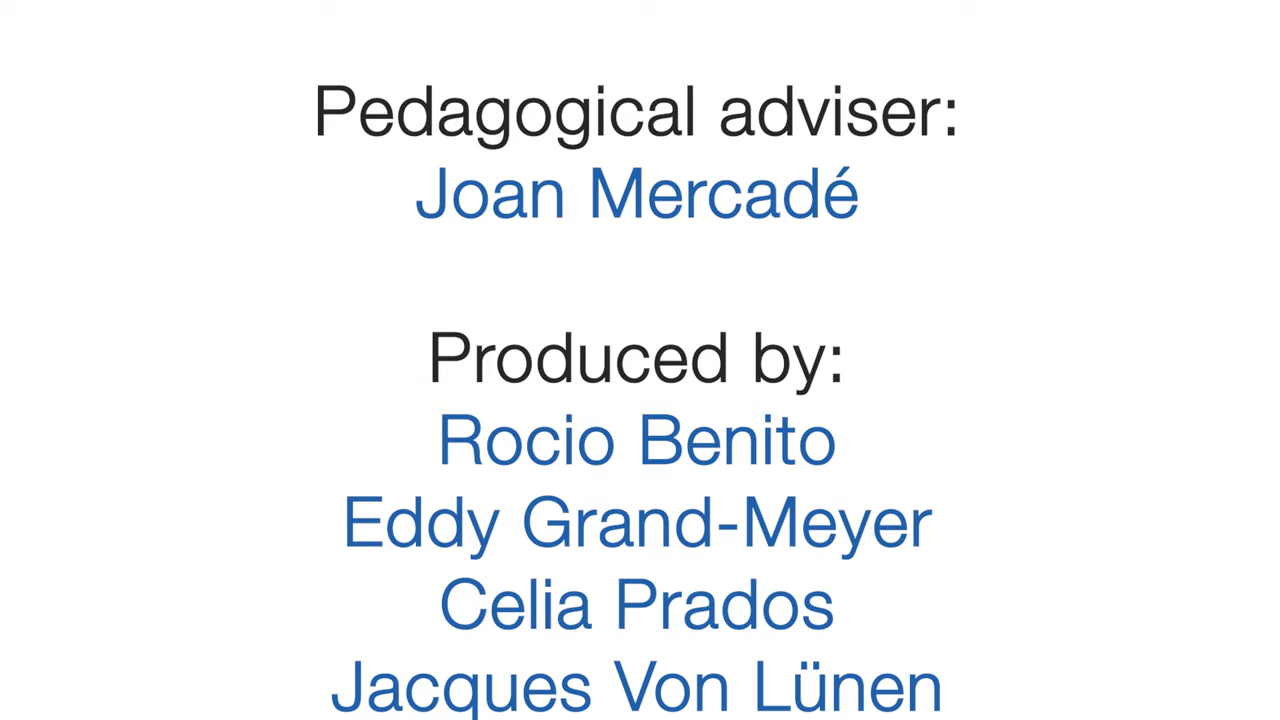 Pedagogical adviser:
Joan Mercadé
Produced by:
Rocio Benito
Eddy Grand-Meyer
Celia Prados
Jacques Von Lünen